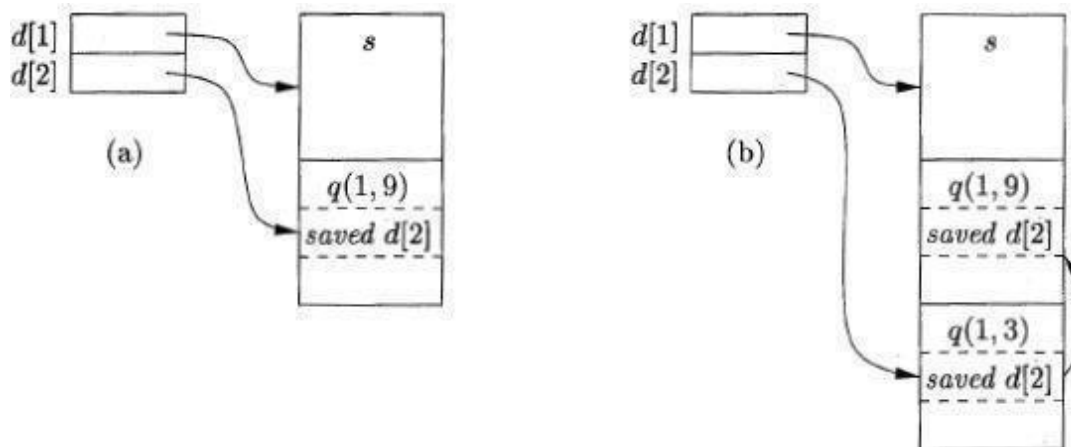 d[1]
s
d[2]
(a)
q(1, 9)
saved d[2]
d[1]
s
d[2]
(b)
q(1, 9)
saved d[2]
q(1, 3)
saved d[2]